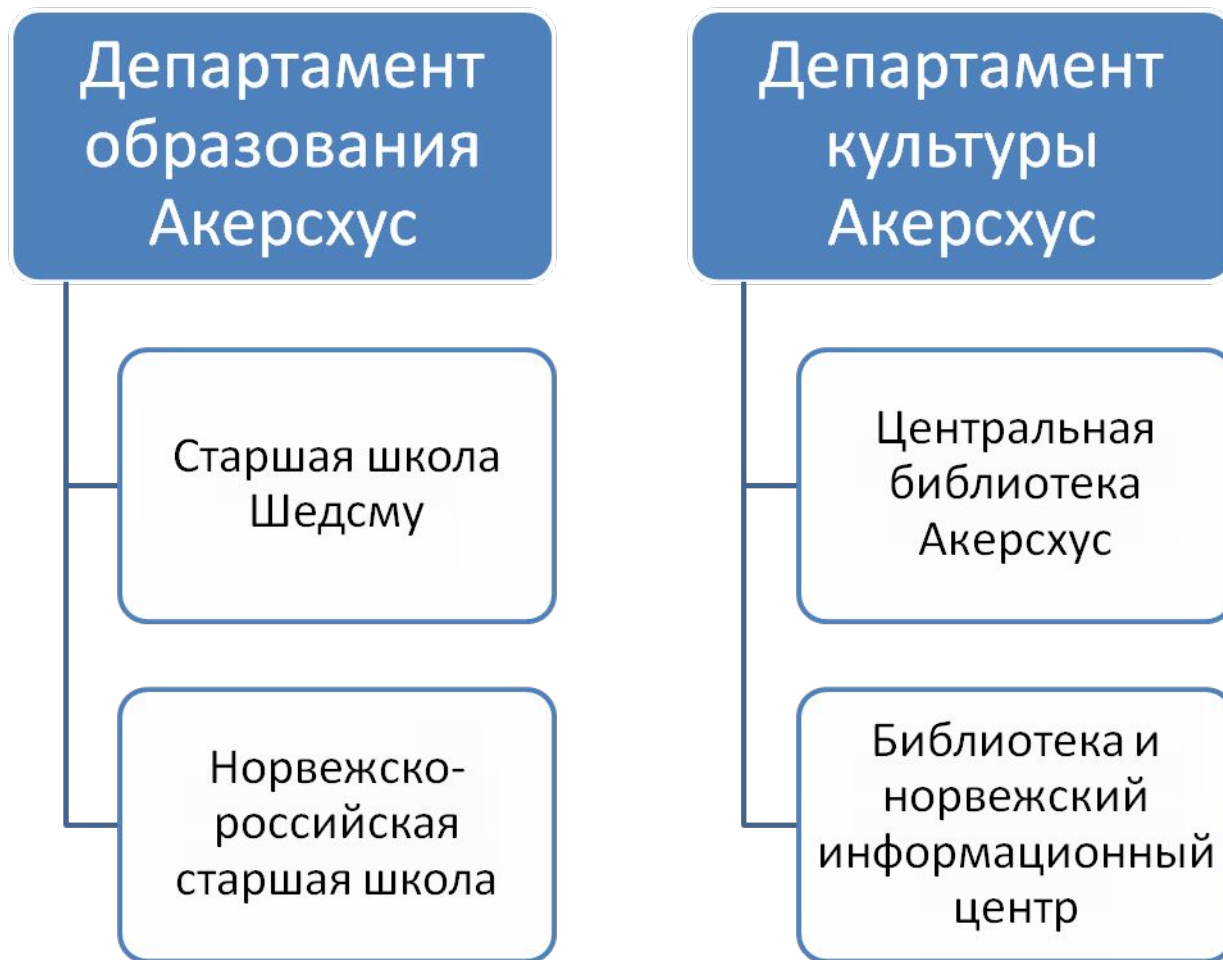 Департамент
образования
Акерсхус
Старшая школа
Шедсму
Норвежско-
российская
старшая школа
Департамент
культуры
Акерсхус
Центральная
библиотека
Акерсхус
Библиотека и
норвежский
информационный
центр